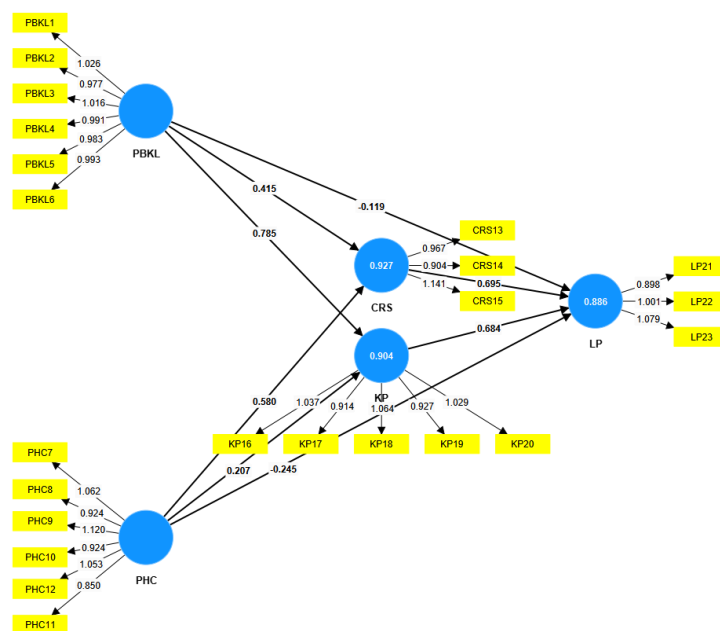 PBKL1
PBKL2
PBKL3
PBKL4
PBKL5
PBKL6
1.026
0.977
1.016
0.991
0.983
0.993
PBKL
0.415
-0.119
0.785
CRS13
CRS14
CRS15
0.967
0.904
1.141
0.927
CRS
0.695
LP21
LP22
LP23
0.898
1.001
1.079
0.886
LP
0.904
KP
0.684
0.580
1.037
0.914
1.064
0.927
1.029
KP16
KP17
KP18
KP19
KP20
0.207
-0.245
PHC7
PHC8
PHC9
PHC10
PHC12
PHC11
1.062
0.924
1.120
0.924
1.053
0.850
PHC